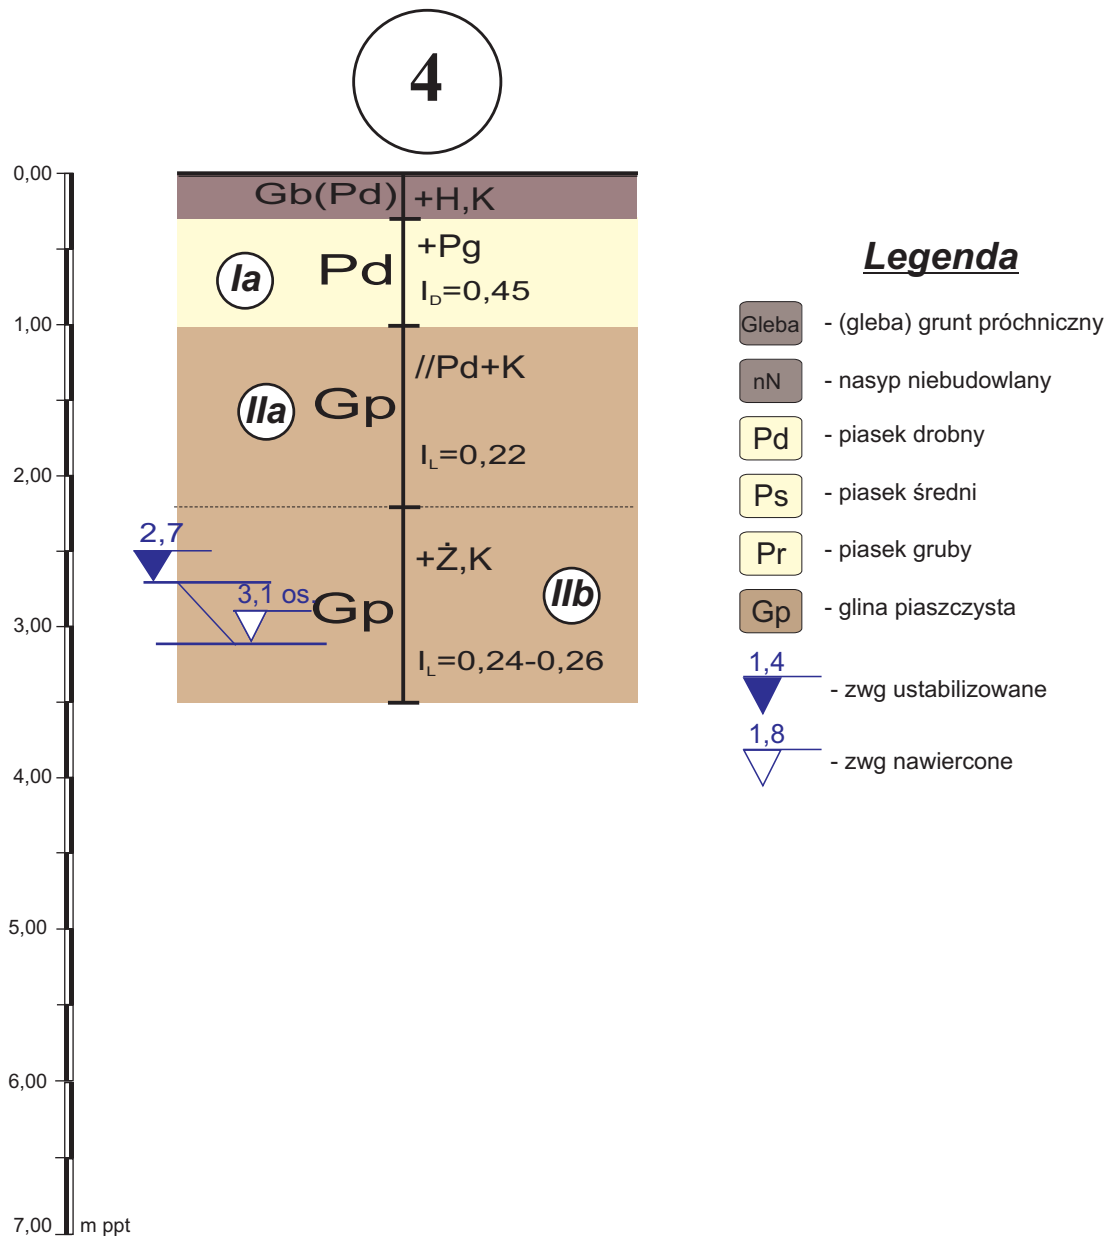 4
0,00
Gb(Pd) +H,K
Ia Pd +Pg
I_D=0,45
1,00
//Pd+K
IIa Gp
I_L=0,22
2,00
2,7
+Ż,K
3,1 os. Gp IIb
3,00
I_L=0,24-0,26
4,00
5,00
6,00
7,00 m ppt
Legenda
Gleba - (gleba) grunt próchniczny
nN - nasyp niebudowlany
Pd - piasek drobny
Ps - piasek średni
Pr - piasek gruby
Gp - glina piaszczysta
1,4
- zwg ustabilizowane
1,8
- zwg nawiercone